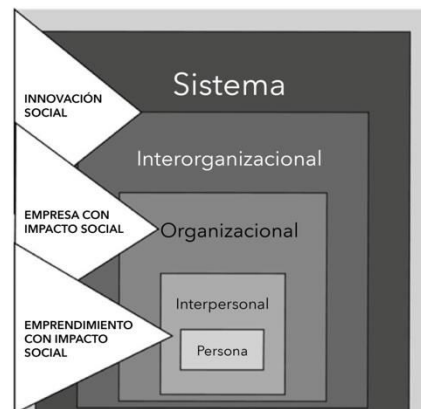 Sistema
INNOVACIÓN
SOCIAL
Interorganizacional
EMPRESA CON
IMPACTO SOCIAL
Organizacional
Interpersonal
EMPRENDIMIENTO
CON IMPACTO
SOCIAL
Persona